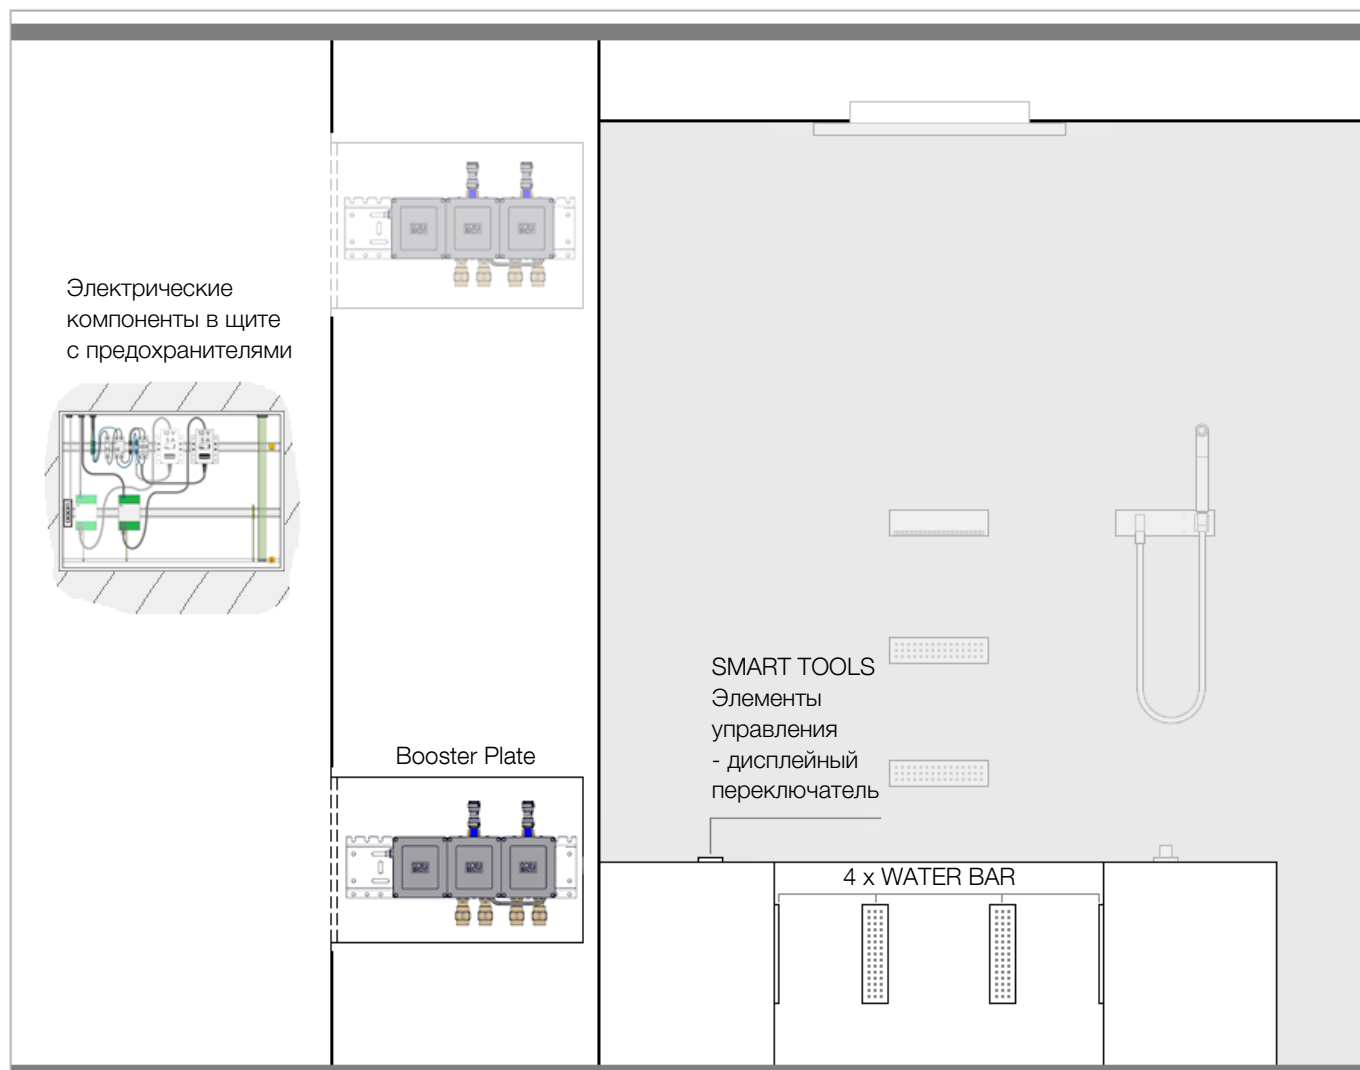 Электрические
компоненты в щите
с предохранителями
Booster Plate
SMART TOOLS
Элементы
управления
- дисплейный
переключатель
4 x WATER BAR